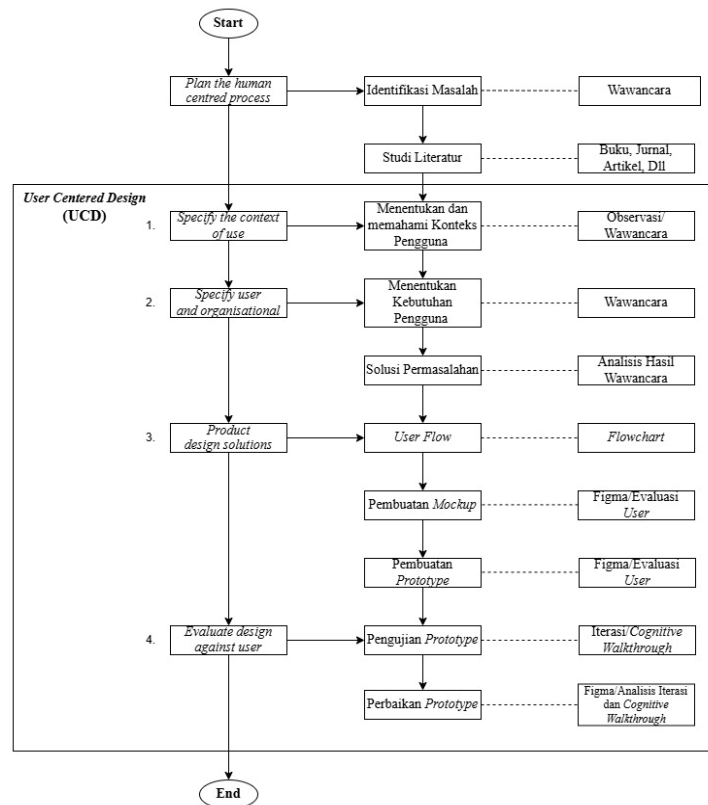 Start
Plan the human
centred process
Identifikasi Masalah
Wawancara
Studi Literatur
Buku, Jurnal,
Artikel, Dll
User Centered Design
(UCD)
1.
Specify the context
of use
Menentukan dan
memahami Konteks
Pengguna
Observasi/
Wawancara
2.
Specify user
and organisational
Menentukan
Kebutuhan
Pengguna
Wawancara
Solusi Permasalahan
Analisis Hasil
Wawancara
3.
Product
design solutions
User Flow
Flowchart
Pembuatan Mockup
Figma/Evaluasi
User
Pembuatan
Prototype
Figma/Evaluasi
User
4.
Evaluate design
against user
Pengujian Prototype
Iterasi/Cognitive
Walkthrough
Perbaikan Prototype
Figma/Analisis Iterasi
dan Cognitive
Walkthrough
End